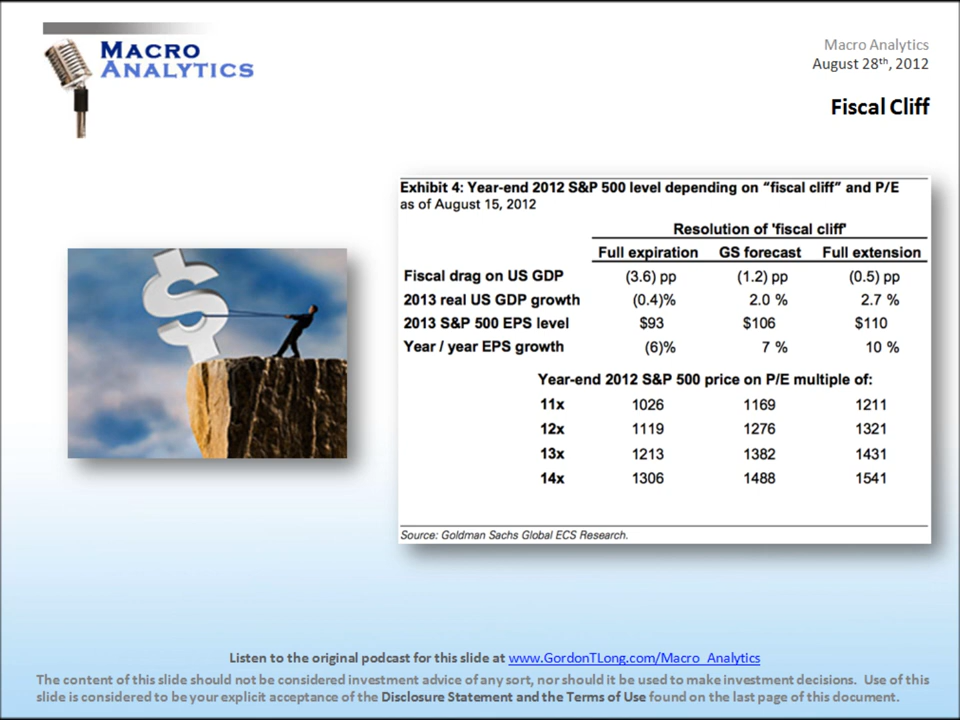 MACRO
ANALYTICS
Macro Analytics
August 28th, 2012
Fiscal Cliff
Exhibit 4: Year-end 2012 S&P 500 level depending on “fiscal cliff” and P/E
as of August 15, 2012
Resolution of 'fiscal cliff'
Full expiration GS forecast Full extension
Fiscal drag on US GDP (3.6) pp (1.2) pp (0.5) pp
2013 real US GDP growth (0.4)% 2.0 % 2.7 %
2013 S&P 500 EPS level $93 $106 $110
Year / year EPS growth (6)% 7 % 10 %
Year-end 2012 S&P 500 price on P/E multiple of:
11x 1026 1169 1211
12x 1119 1276 1321
13x 1213 1382 1431
14x 1306 1488 1541
Source: Goldman Sachs Global ECS Research.
$
Listen to the original podcast for this slide at www.GordonTLong.com/Macro_Analytics
The content of this slide should not be considered investment advice of any sort, nor should it be used to make investment decisions. Use of this
slide is considered to be your explicit acceptance of the Disclosure Statement and the Terms of Use found on the last page of this document.